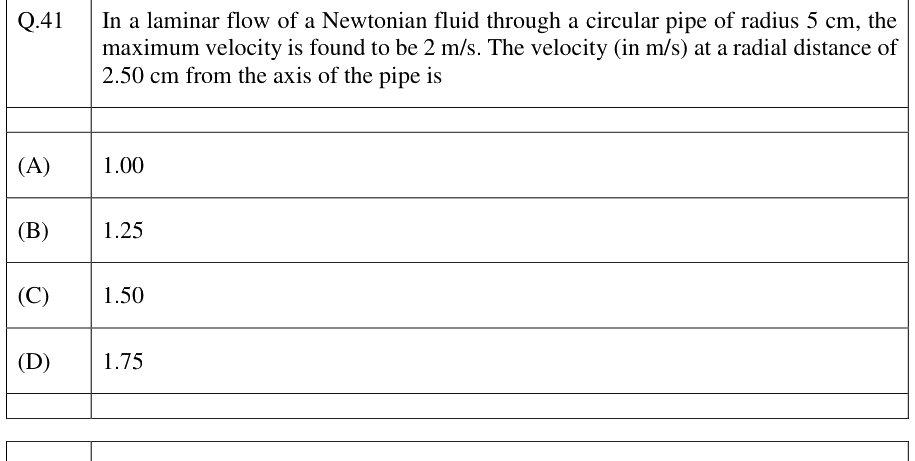 Q.41 In a laminar flow of a Newtonian fluid through a circular pipe of radius 5 cm, the
maximum velocity is found to be 2 m/s. The velocity (in m/s) at a radial distance of
2.50 cm from the axis of the pipe is
(A) 1.00
(B) 1.25
(C) 1.50
(D) 1.75